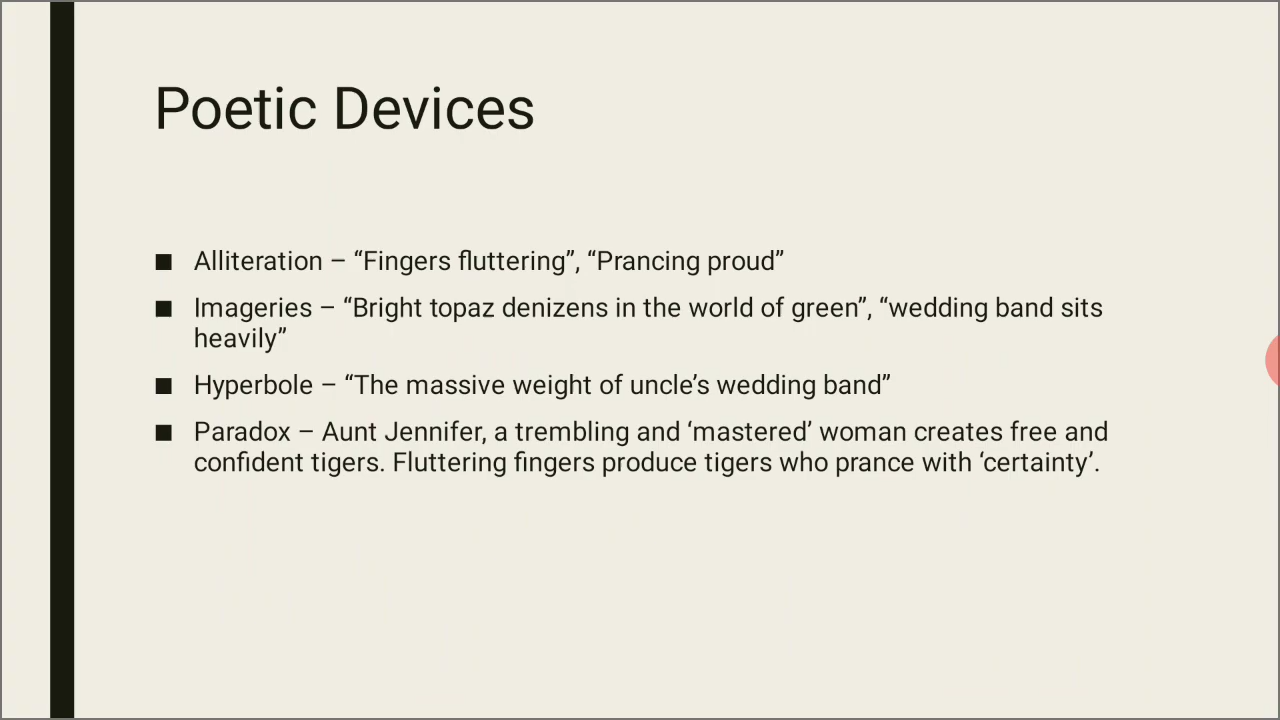 Poetic Devices
■ Alliteration – “Fingers fluttering”, “Prancing proud”
■ Imageries – “Bright topaz denizens in the world of green”, “wedding band sits
heavily”
■ Hyperbole – “The massive weight of uncle’s wedding band”
■ Paradox – Aunt Jennifer, a trembling and ‘mastered’ woman creates free and
confident tigers. Fluttering fingers produce tigers who prance with ‘certainty’.